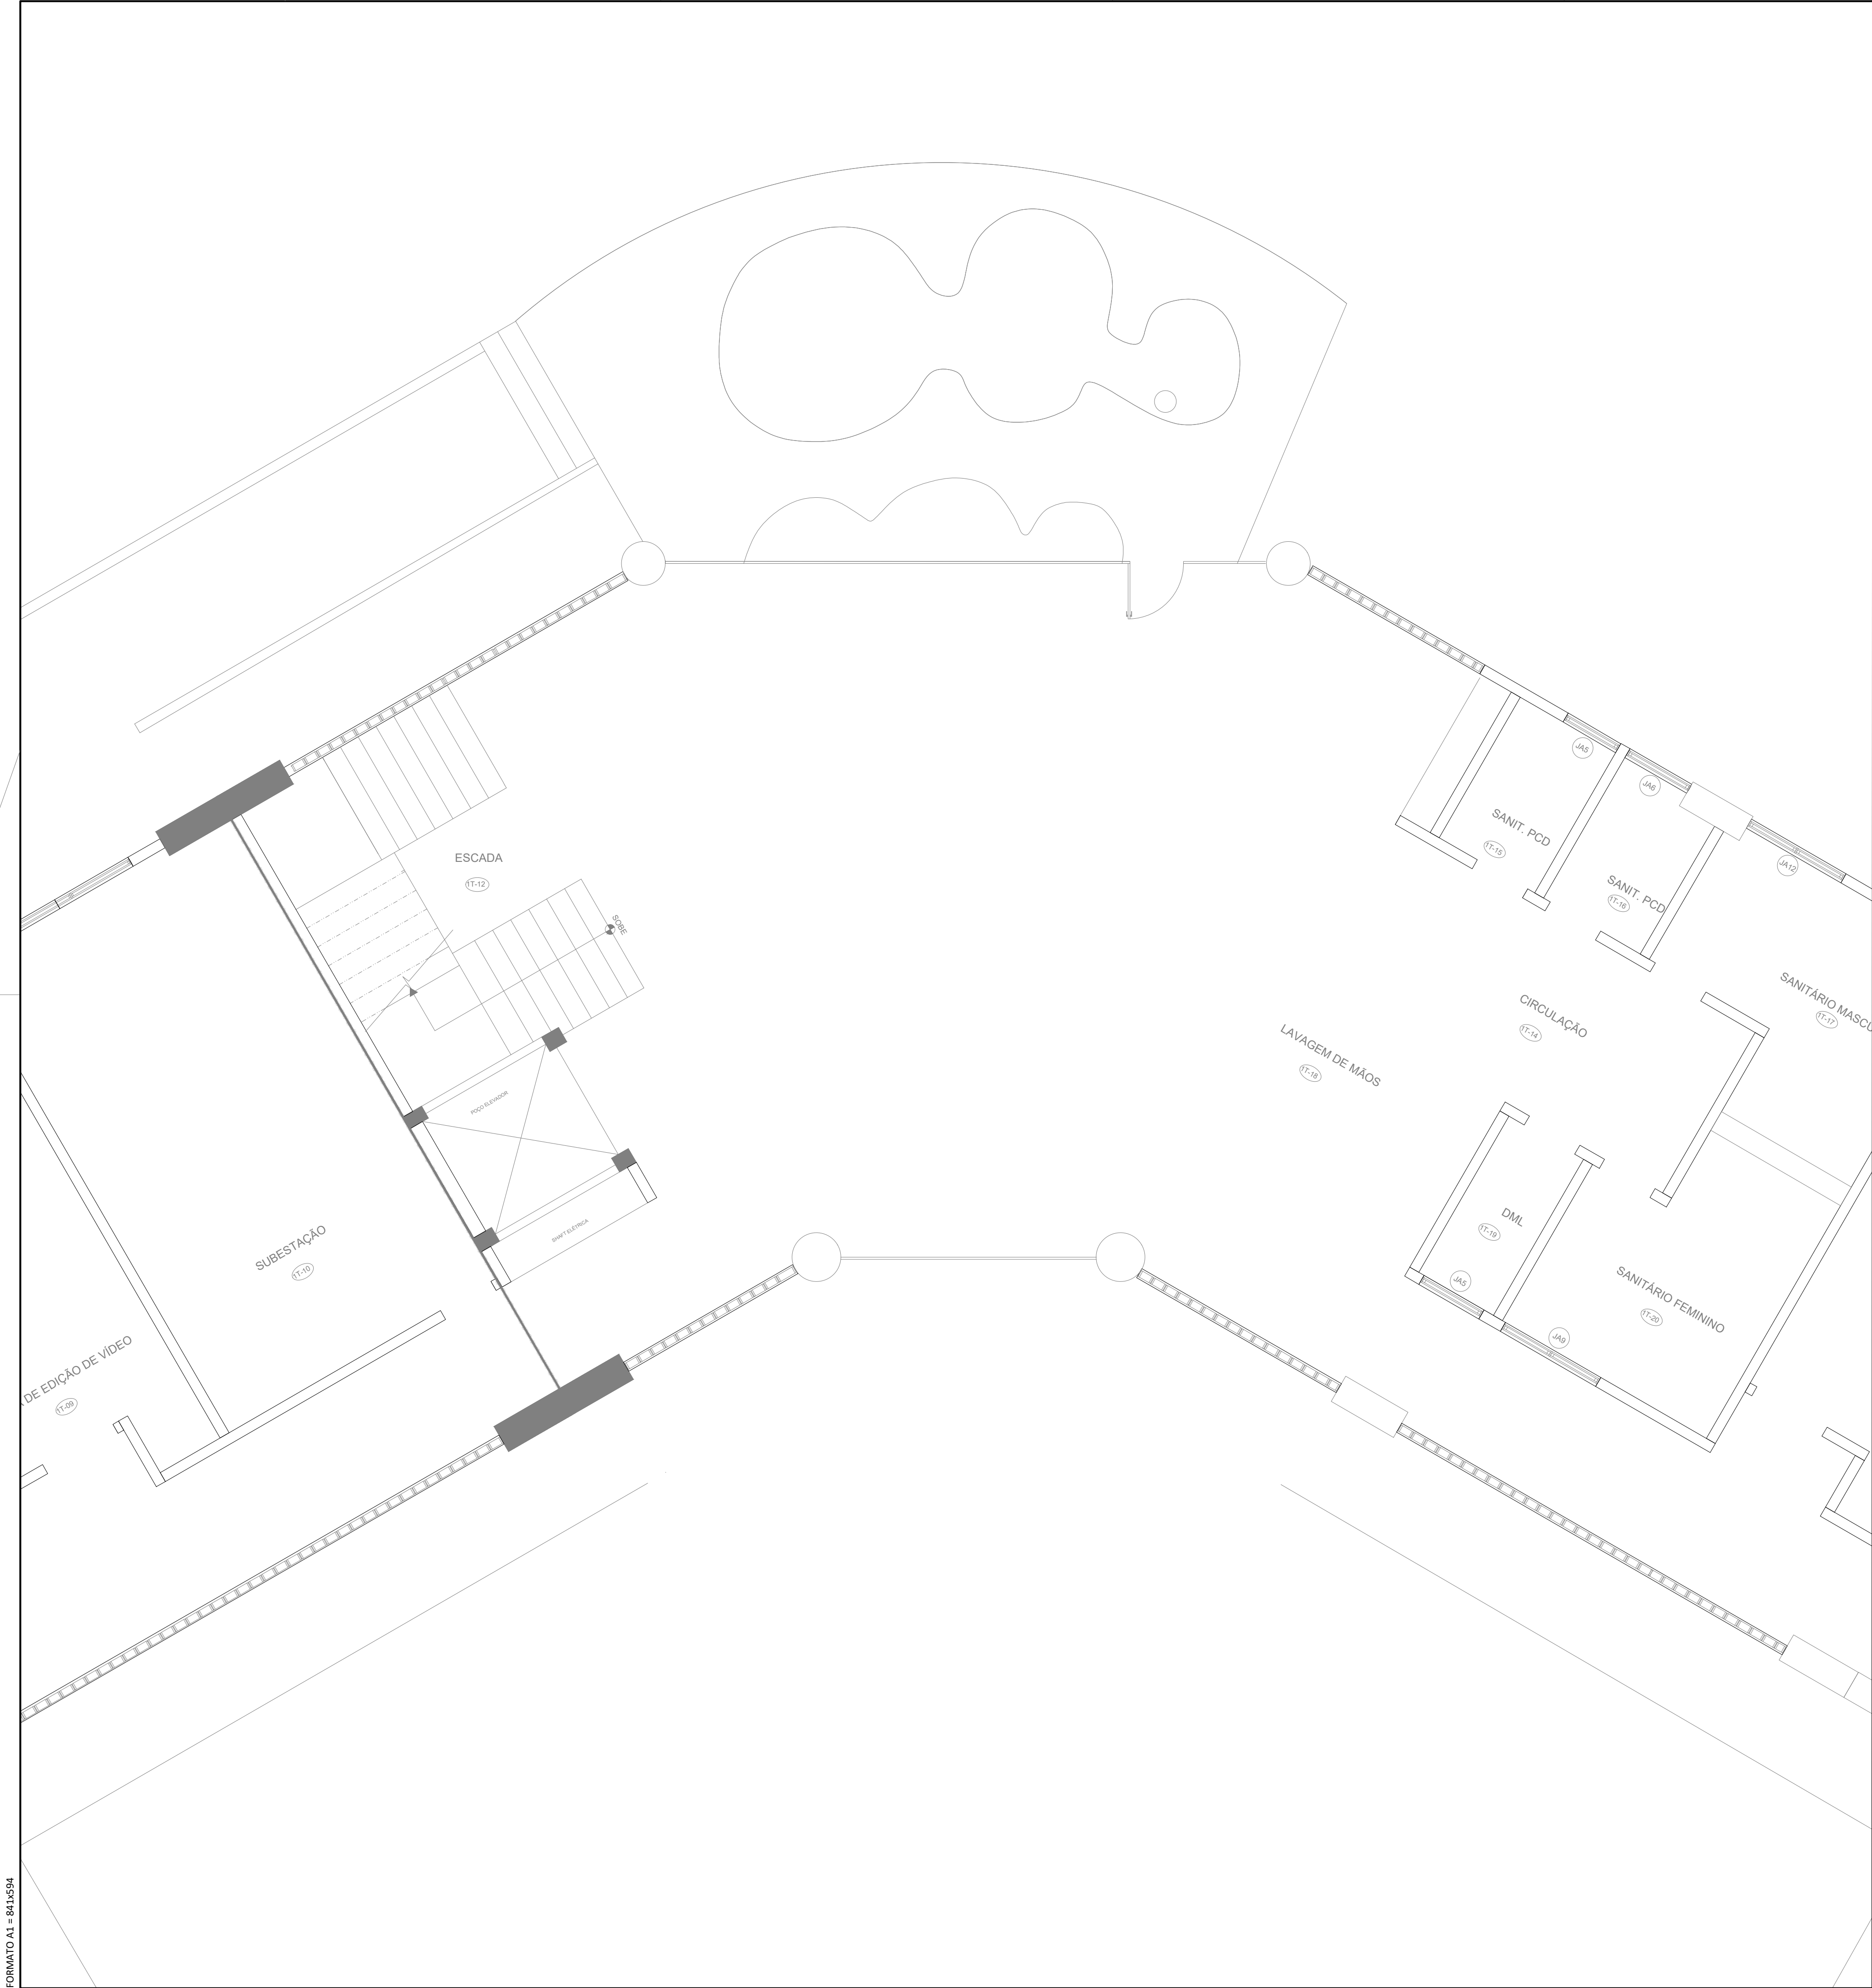 JA5
JA6
SANIT. PCD
1T-15
ESCADA
1T-12
JA12
SANIT. PCD
1T-16
SOBE
SANITÁRIO MASCU
1T-17
CIRCULAÇÃO
1T-14
LAVAGEM DE MÃOS
1T-18
POÇO ELEVADOR
DML
1T-19
SHAFT ELÉTRICA
SUBESTAÇÃO
1T-10
JA5
SANITÁRIO FEMININO
1T-20
JA9
DE EDIÇÃO DE VÍDEO
1T-09
FORMATO A1 = 841x594